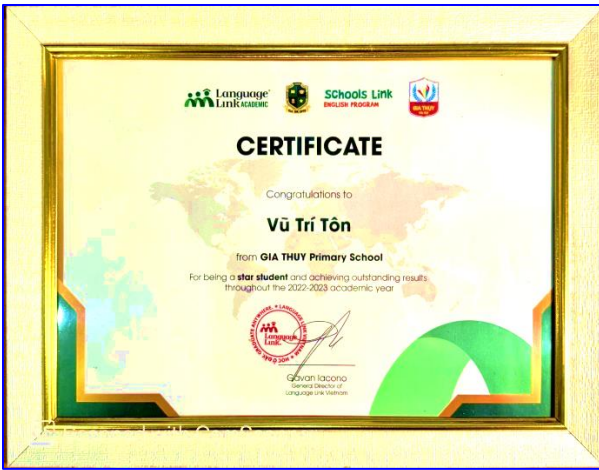 Language
Link ACADEMIC
Schools Link
ENGLISH PROGRAM
GIA THUY
CERTIFICATE
Congratulations to
Vũ Trí Tôn
from GIA THUY Primary School
For being a star student and achieving outstanding results
throughout the 2022-2023 academic year
Language
Link
Gavan Iacono
General Director of
Language Link Vietnam